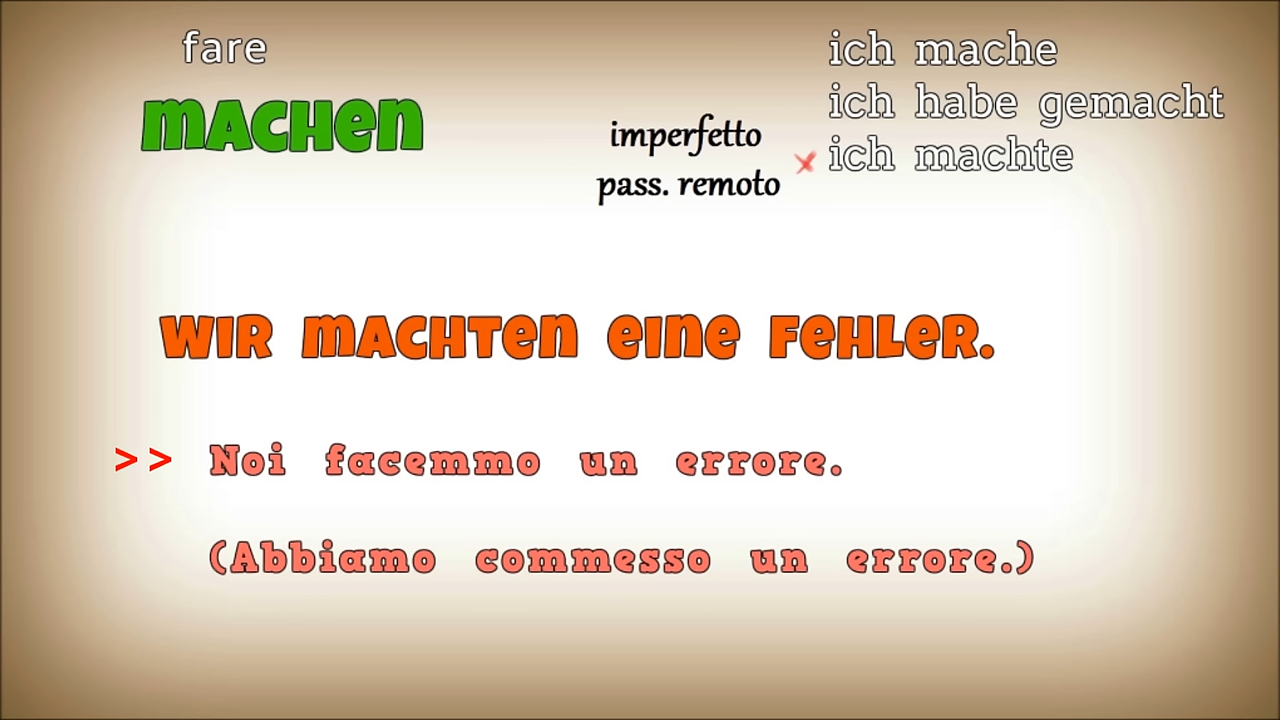 fare
machen
imperfetto
pass. remoto
ich mache
ich habe gemacht
ich machte
Wir machten eine Fehler.
>> Noi facemmo un errore.
(Abbiamo commesso un errore.)